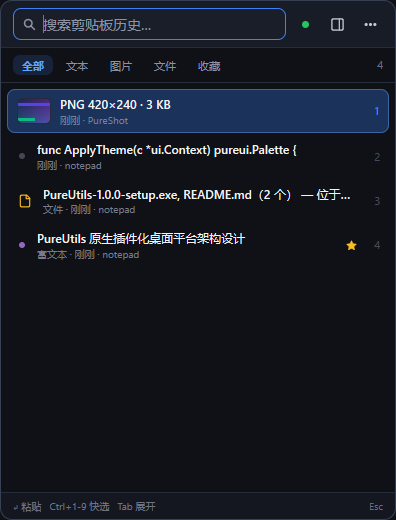 搜索剪贴板历史...
全部 文本 图片 文件 收藏 4
PNG 420×240 · 3 KB
刚刚 · PureShot
1
func ApplyTheme(c *ui.Context) pureui.Palette {
刚刚 · notepad
2
PureUtils-1.0.0-setup.exe, README.md（2 个） — 位于...
文件 · 刚刚 · notepad
3
PureUtils 原生插件化桌面平台架构设计
富文本 · 刚刚 · notepad
4
粘贴 Ctrl+1-9 快选 Tab 展开 Esc